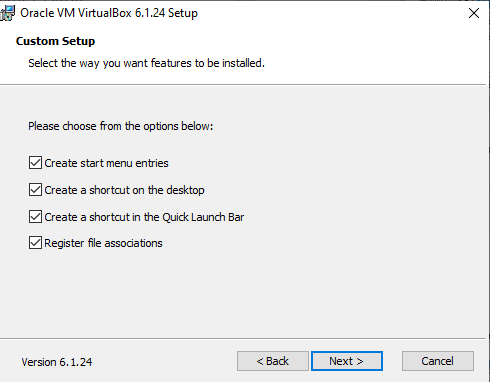 Oracle VM VirtualBox 6.1.24 Setup
Custom Setup
Select the way you want features to be installed.
Please choose from the options below:
Create start menu entries
Create a shortcut on the desktop
Create a shortcut in the Quick Launch Bar
Register file associations
Version 6.1.24
< Back
Next >
Cancel